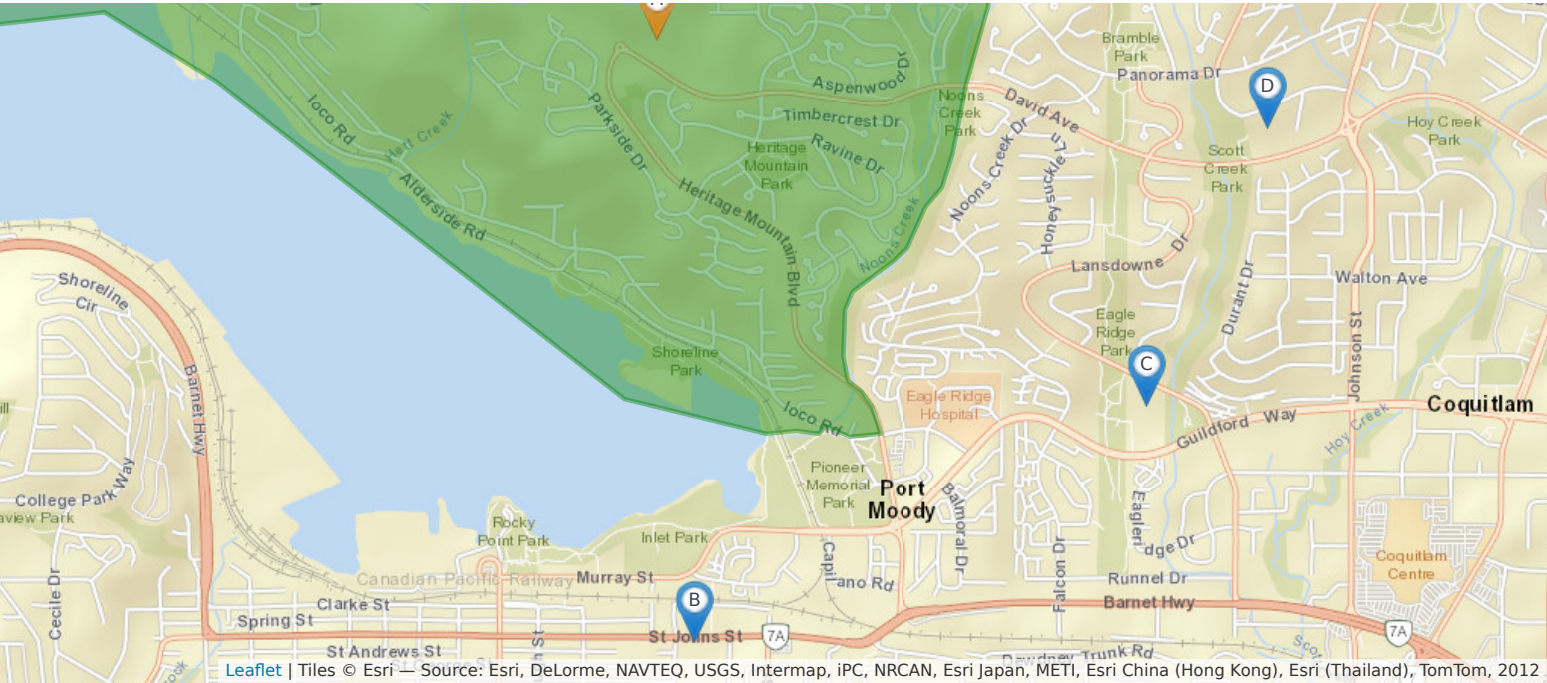 Bramble
Park
Panorama Dr
D
Aspenwood Dr
Noons
Creek
Park
David Ave
Ioco Rd
Hett Creek
Parkside Dr
Timbercrest Dr
Ravine Dr
Heritage
Mountain
Park
Noons Creek Dr
Honeysuckle Ln
Scott
Creek
Park
Hoy Creek
Park
Alderside Rd
Heritage Mountain Blvd
Noons Creek
Lansdowne Dr
Durant Dr
Walton Ave
Shoreline
Cir
Eagle
Ridge
Park
C
Johnson St
Shoreline
Park
Barnet Hwy
Ioco Rd
Eagle Ridge
Hospital
Guildford Way
Coquitlam
Hoy Creek
College Park Way
Pioneer
Memorial
Park
Port
Moody
Balmoral Dr
Eagleridge Dr
Rocky
Point Park
Inlet Park
Capilano Rd
Falcon Dr
Coquitlam
Centre
Cecile Dr
Canadian Pacific Railway
Murray St
Runnel Dr
Barnet Hwy
Clarke St
B
Spring St
St Johns St
7A
7A
St Andrews St
Dewdney Trunk Rd
Leaflet | Tiles © Esri — Source: Esri, DeLorme, NAVTEQ, USGS, Intermap, iPC, NRCAN, Esri Japan, METI, Esri China (Hong Kong), Esri (Thailand), TomTom, 2012